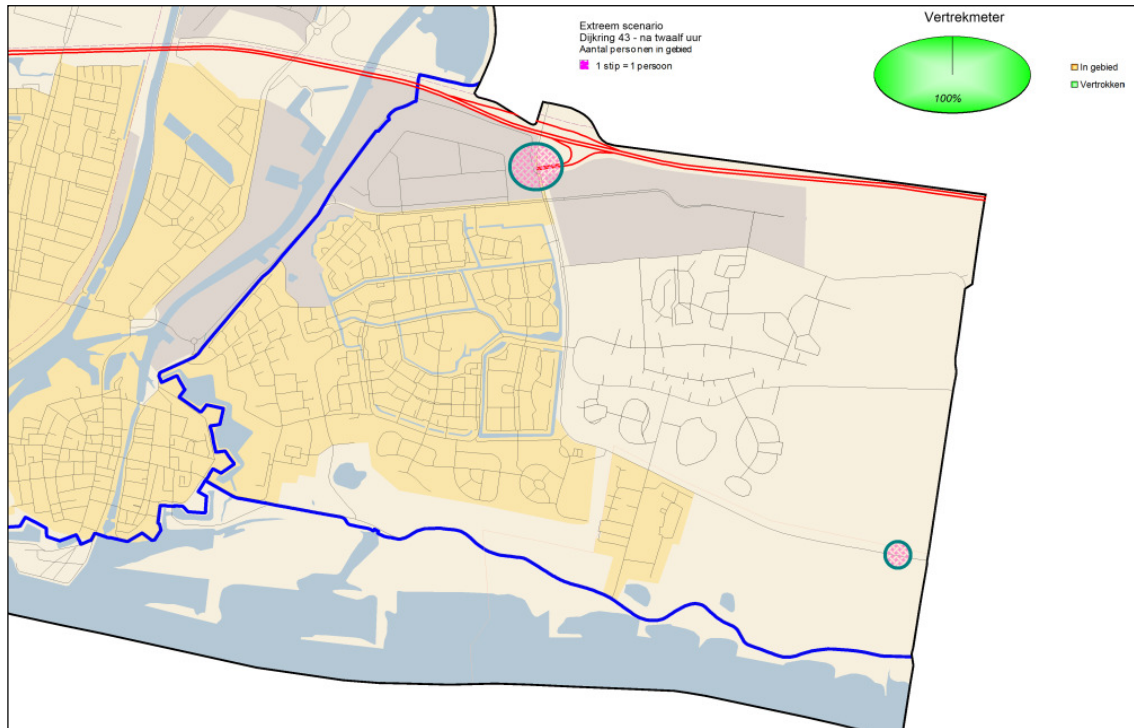 Extreem scenario
Dijkring 43 - na twaalf uur
Aantal personen in gebied
1 stip = 1 persoon
Vertrekmeter
100%
In gebied
Vertrokken